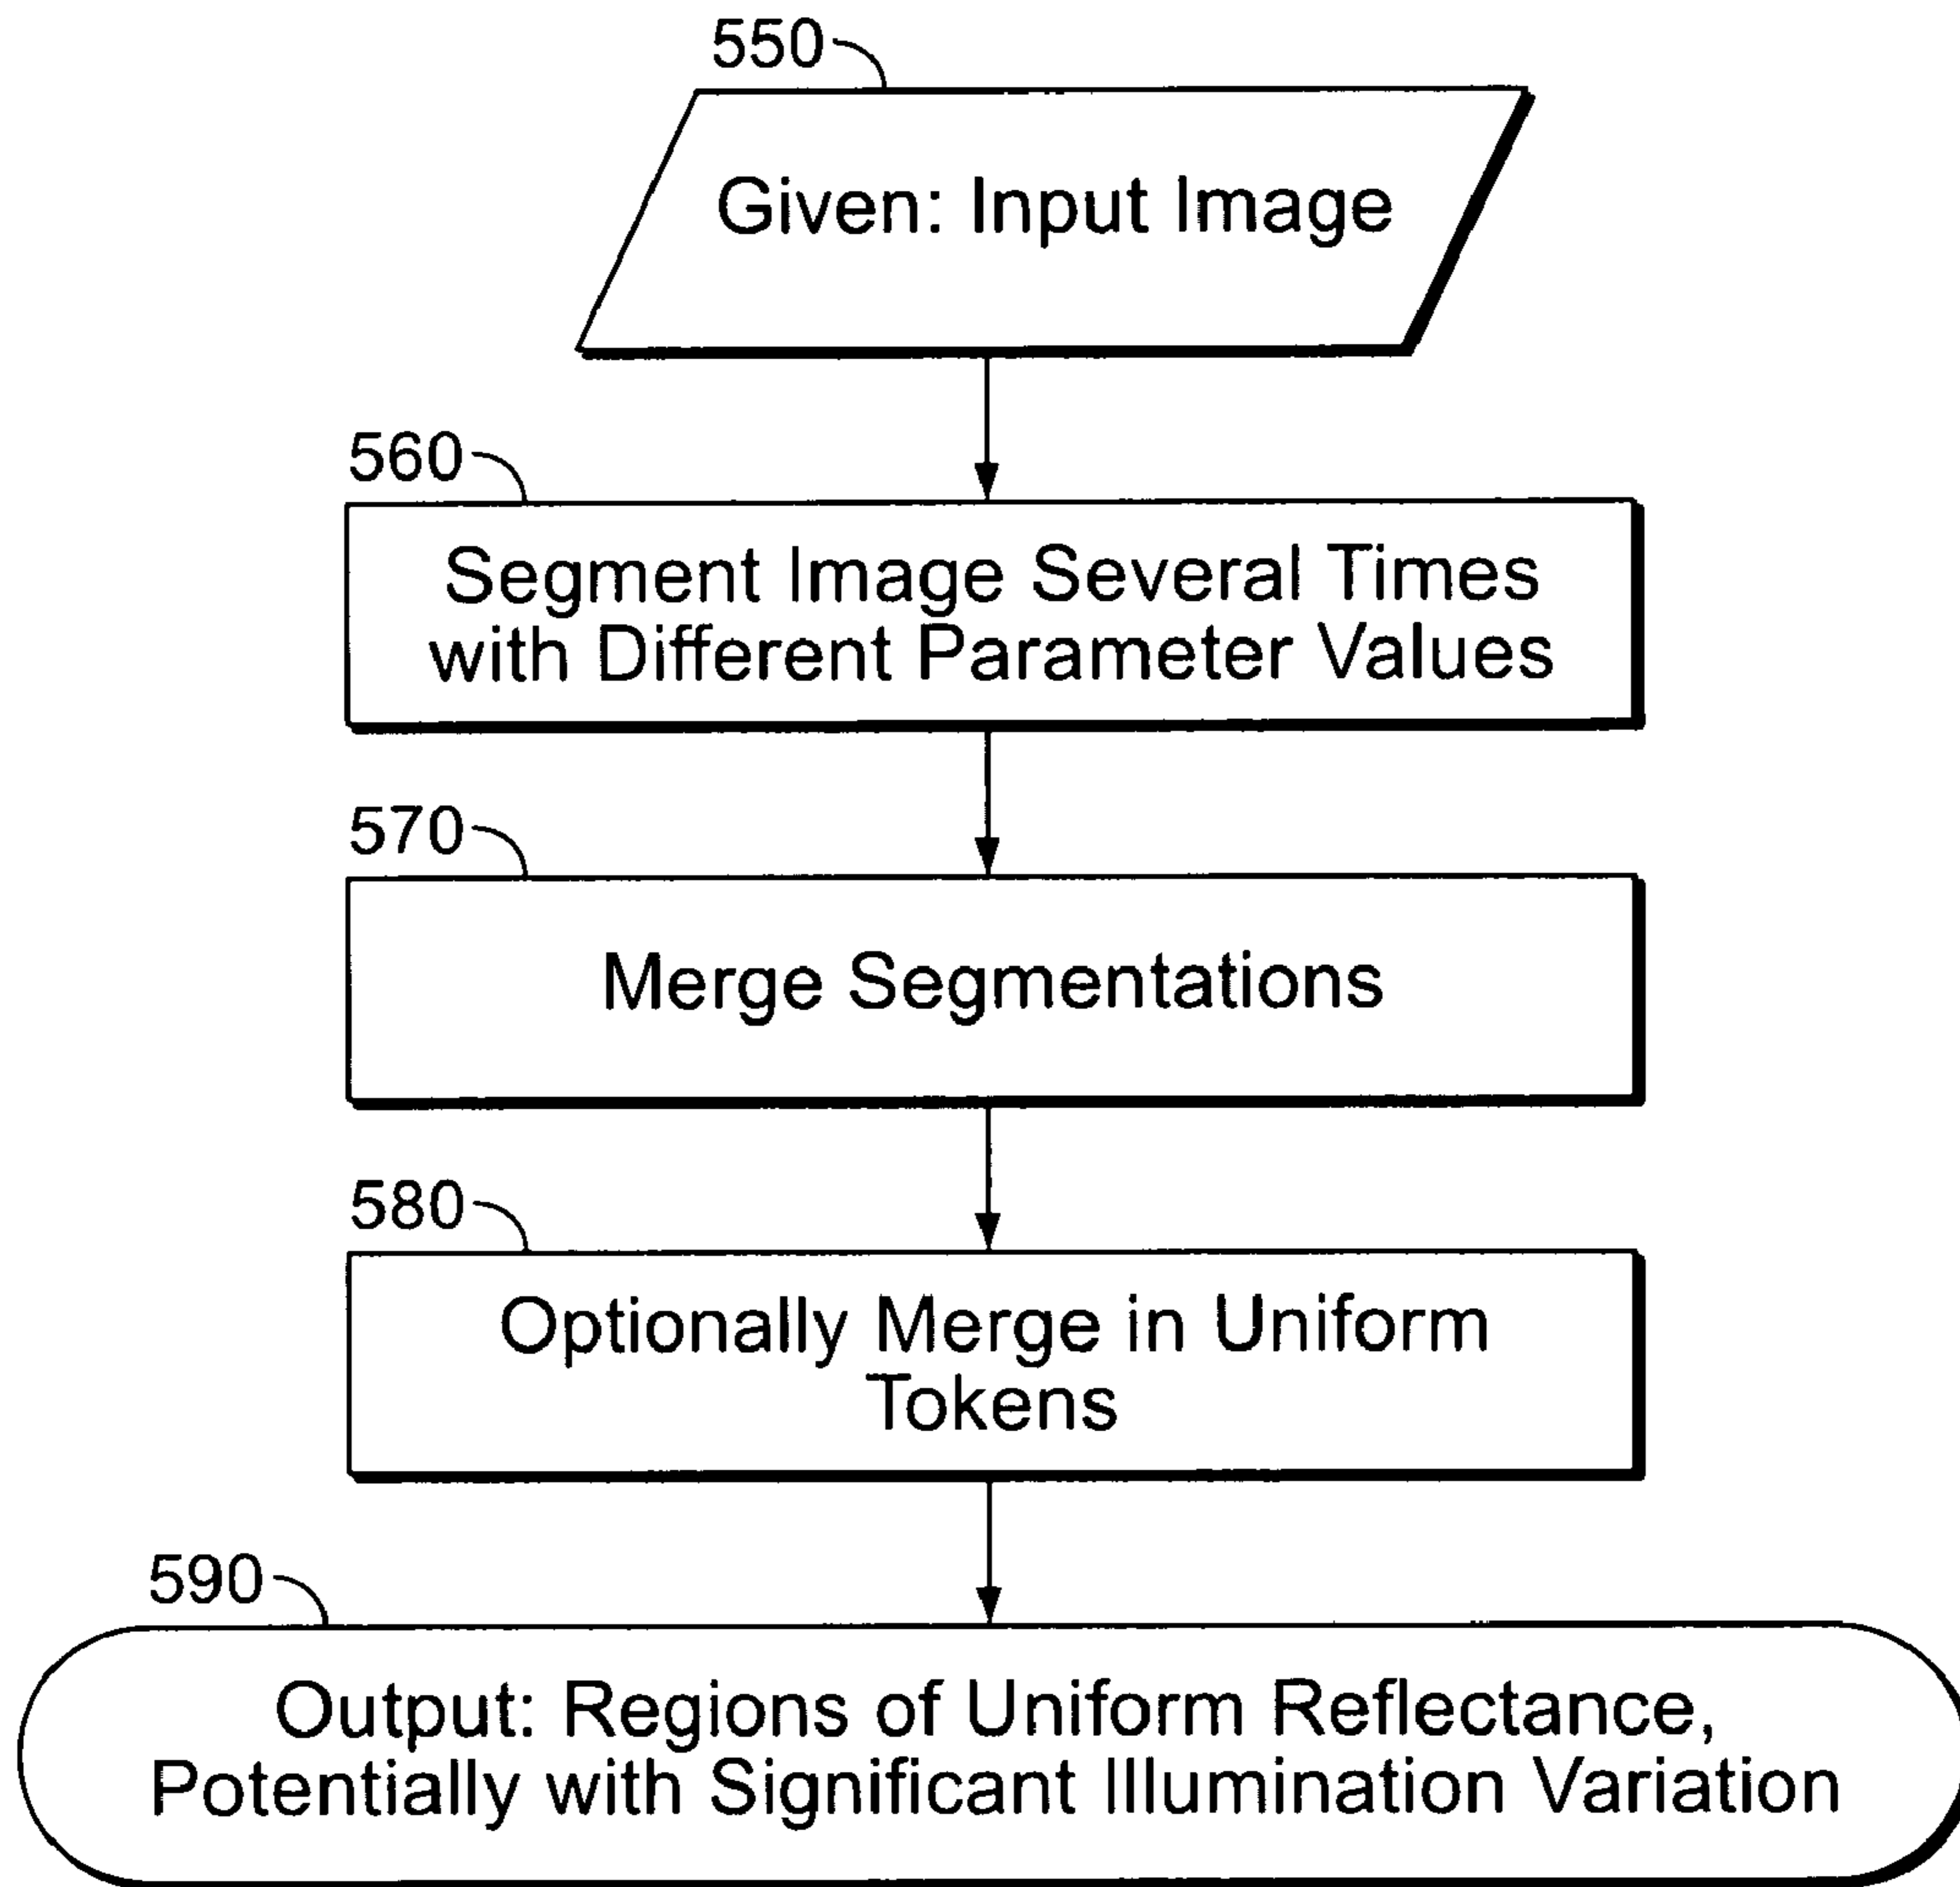 550
Given: Input Image
560
Segment Image Several Times
with Different Parameter Values
570
Merge Segmentations
580
Optionally Merge in Uniform
Tokens
590
Output: Regions of Uniform Reflectance,
Potentially with Significant Illumination Variation